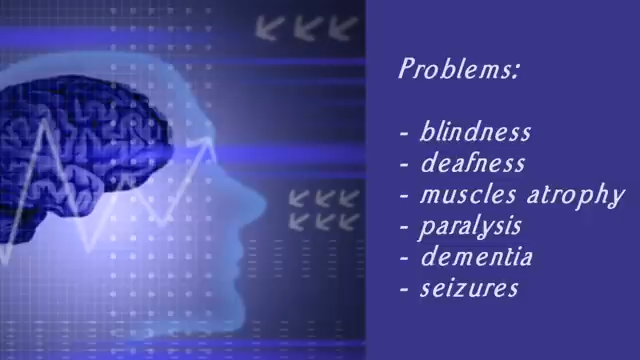 Problems:
- blindness
- deafness
- muscles atrophy
- paralysis
- dementia
- seizures